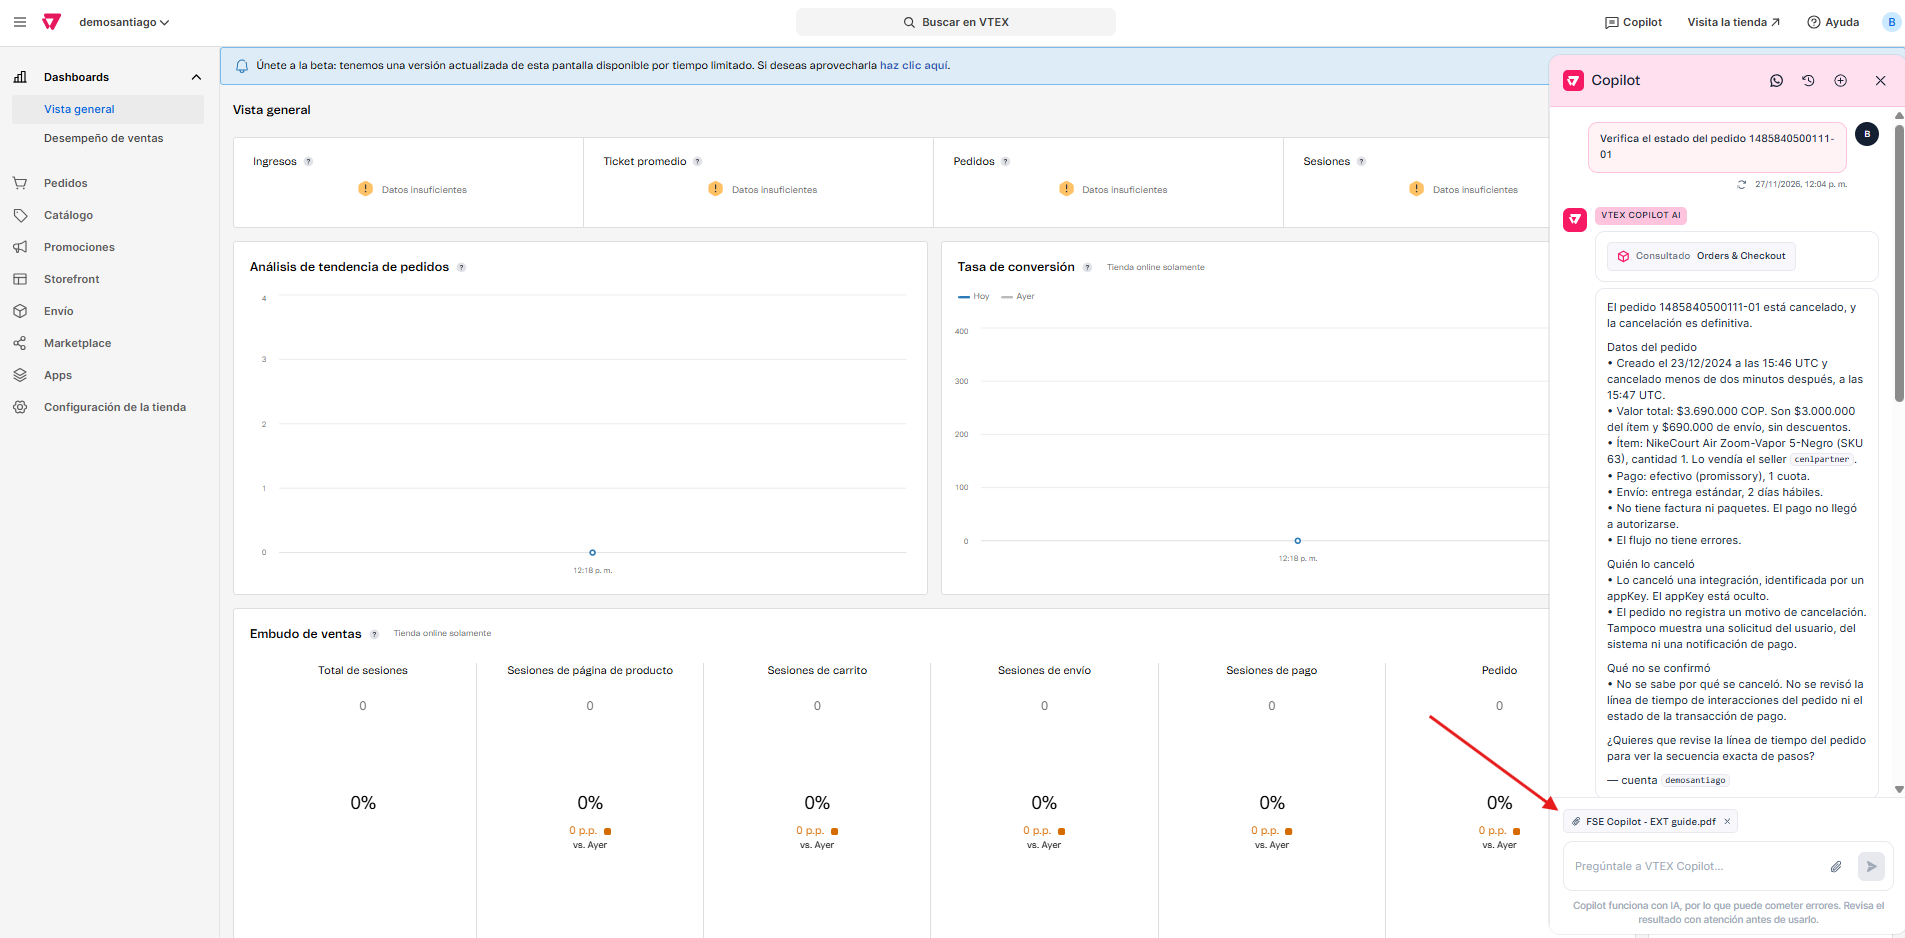 demosantiago
Buscar en VTEX
Copilot
Visita la tienda
Ayuda
B
Dashboards
Vista general
Desempeño de ventas
Pedidos
Catálogo
Promociones
Storefront
Envío
Marketplace
Apps
Configuración de la tienda
Únete a la beta: tenemos una versión actualizada de esta pantalla disponible por tiempo limitado. Si deseas aprovecharla haz clic aquí.
Vista general
Ingresos ?
Datos insuficientes
Ticket promedio ?
Datos insuficientes
Pedidos ?
Datos insuficientes
Sesiones ?
Datos insuficientes
Análisis de tendencia de pedidos ?
4
3
2
1
0
12:18 p. m.
Tasa de conversión ? Tienda online solamente
Hoy Ayer
400
300
200
100
0
12:18 p. m.
Embudo de ventas ? Tienda online solamente
Total de sesiones
0
0%
Sesiones de página de producto
0
0%
0 p.p.
vs. Ayer
Sesiones de carrito
0
0%
0 p.p.
vs. Ayer
Sesiones de envío
0
0%
0 p.p.
vs. Ayer
Sesiones de pago
0
0%
0 p.p.
vs. Ayer
Pedido
0
0%
0 p.p.
vs. Ayer
Copilot
Verifica el estado del pedido 1485840500111-
01
B
27/11/2026, 12:04 p. m.
VTEX COPILOT AI
Consultado Orders & Checkout
El pedido 1485840500111-01 está cancelado, y
la cancelación es definitiva.
Datos del pedido
• Creado el 23/12/2024 a las 15:46 UTC y
cancelado menos de dos minutos después, a las
15:47 UTC.
• Valor total: $3.690.000 COP. Son $3.000.000
del ítem y $690.000 de envío, sin descuentos.
• Ítem: NikeCourt Air Zoom-Vapor 5-Negro (SKU
63), cantidad 1. Lo vendía el seller cenlpartner.
• Pago: efectivo (promissory), 1 cuota.
• Envío: entrega estándar, 2 días hábiles.
• No tiene factura ni paquetes. El pago no llegó
a autorizarse.
• El flujo no tiene errores.
Quién lo canceló
• Lo canceló una integración, identificada por un
appKey. El appKey está oculto.
• El pedido no registra un motivo de cancelación.
Tampoco muestra una solicitud del usuario, del
sistema ni una notificación de pago.
Qué no se confirmó
• No se sabe por qué se canceló. No se revisó la
línea de tiempo de interacciones del pedido ni el
estado de la transacción de pago.
¿Quieres que revise la línea de tiempo del pedido
para ver la secuencia exacta de pasos?
— cuenta demosantiago
FSE Copilot - EXT guide.pdf
Pregúntale a VTEX Copilot...
Copilot funciona con IA, por lo que puede cometer errores. Revisa el
resultado con atención antes de usarlo.